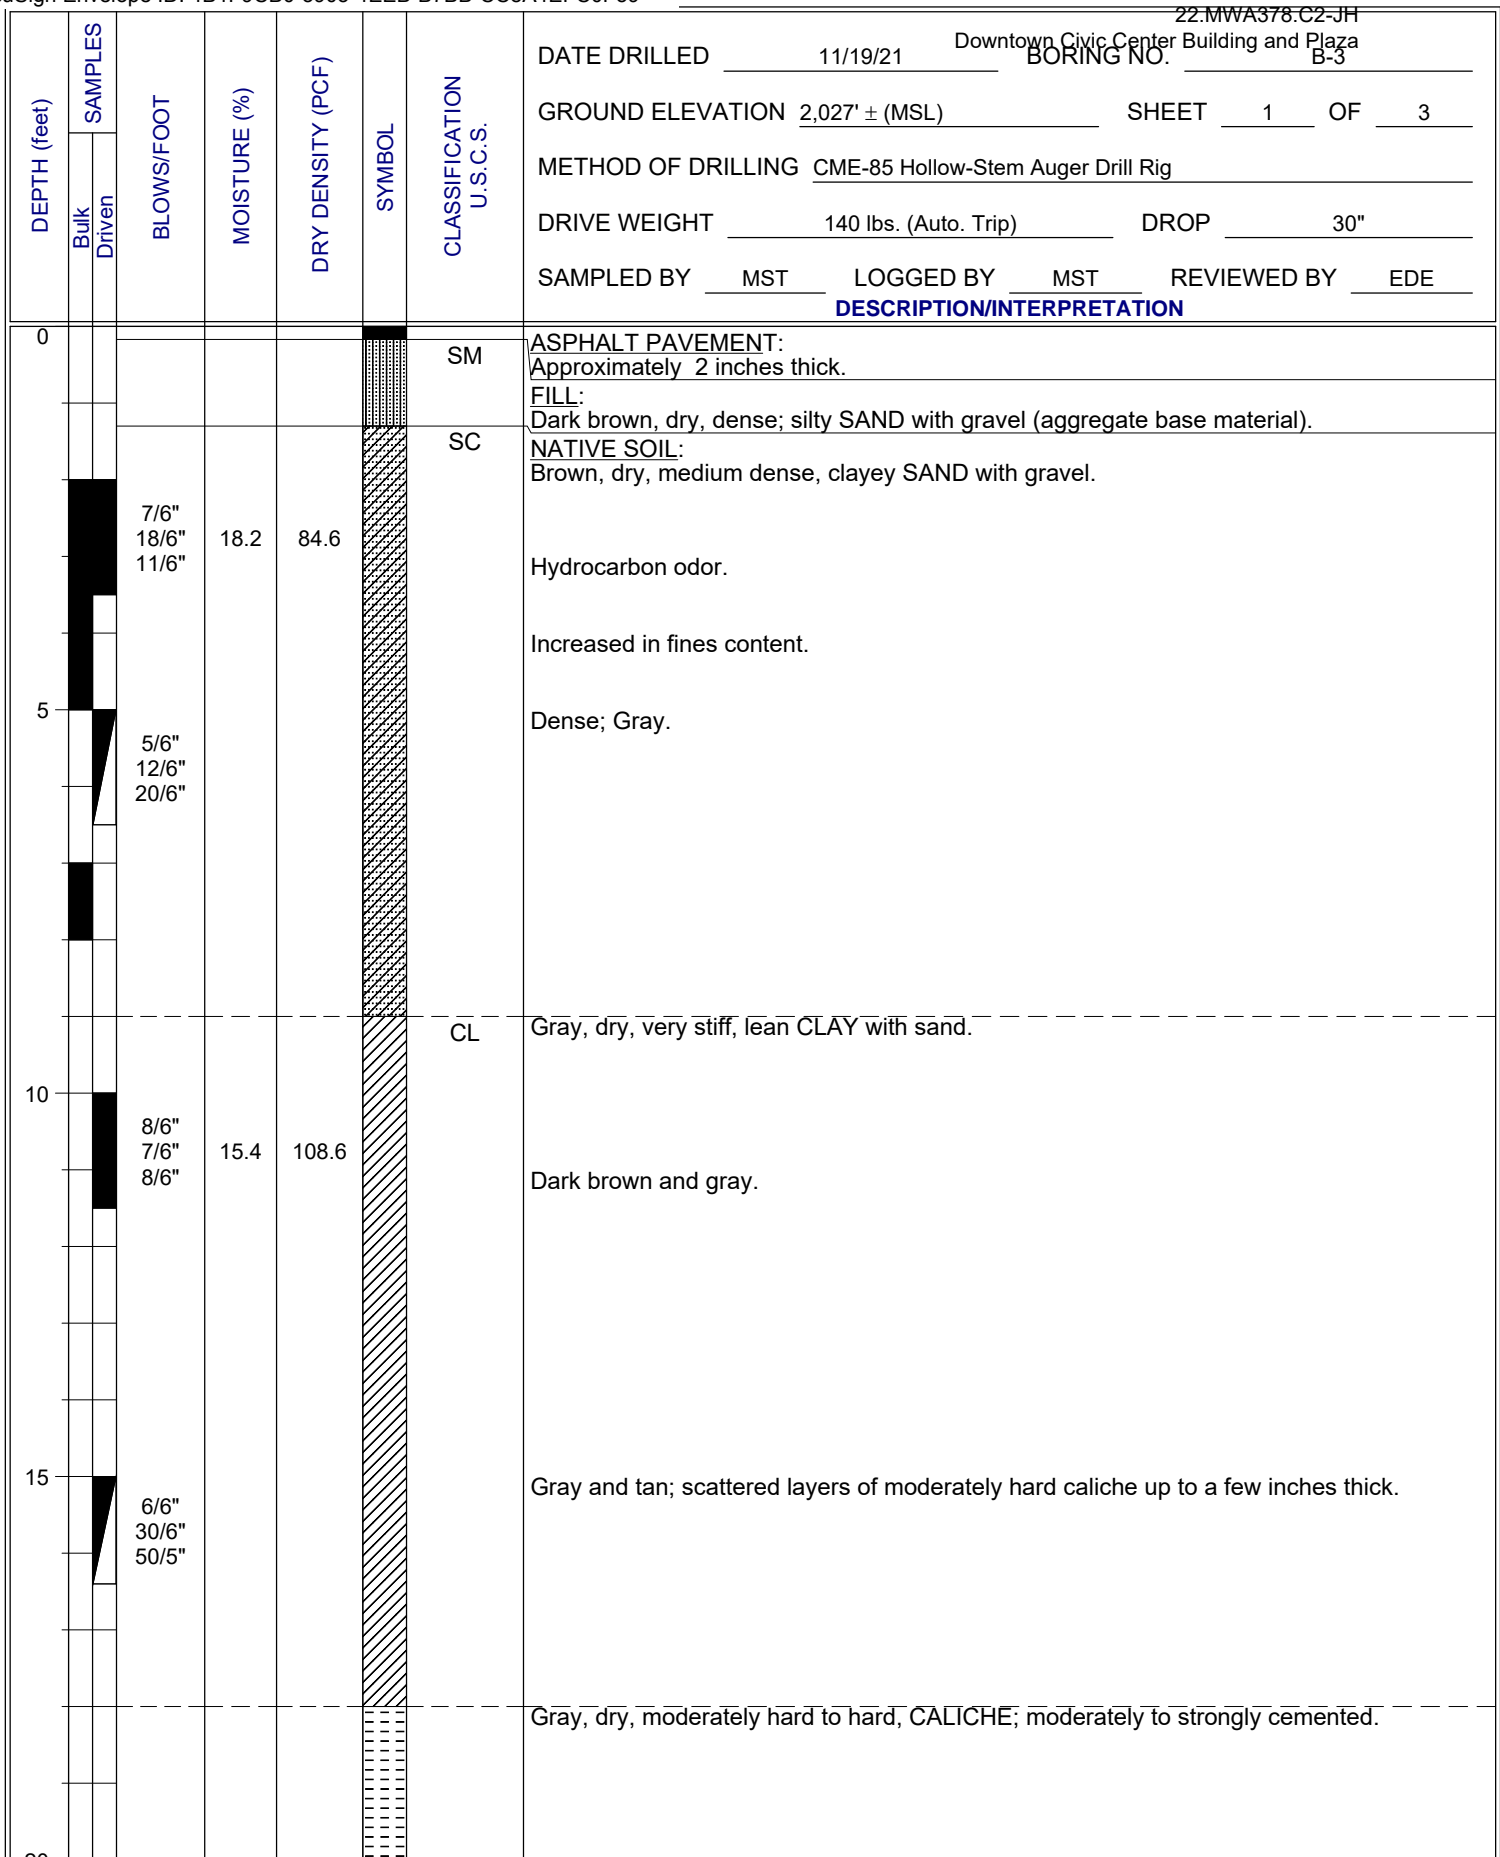 22.MWA378.C2-JH
Downtown Civic Center Building and Plaza
DEPTH (feet)
SAMPLES
Bulk
Driven
BLOWS/FOOT
MOISTURE (%)
DRY DENSITY (PCF)
SYMBOL
CLASSIFICATION
U.S.C.S.
DATE DRILLED 11/19/21 BORING NO. B-3
GROUND ELEVATION 2,027' ± (MSL) SHEET 1 OF 3
METHOD OF DRILLING CME-85 Hollow-Stem Auger Drill Rig
DRIVE WEIGHT 140 lbs. (Auto. Trip) DROP 30"
SAMPLED BY MST LOGGED BY MST REVIEWED BY EDE
DESCRIPTION/INTERPRETATION
0
SM
ASPHALT PAVEMENT:
Approximately 2 inches thick.
FILL:
Dark brown, dry, dense; silty SAND with gravel (aggregate base material).
SC
NATIVE SOIL:
Brown, dry, medium dense, clayey SAND with gravel.
7/6"
18/6" 18.2 84.6
11/6"
Hydrocarbon odor.
Increased in fines content.
5
Dense; Gray.
5/6"
12/6"
20/6"
CL
Gray, dry, very stiff, lean CLAY with sand.
10
8/6"
7/6" 15.4 108.6
8/6"
Dark brown and gray.
15
Gray and tan; scattered layers of moderately hard caliche up to a few inches thick.
6/6"
30/6"
50/5"
Gray, dry, moderately hard to hard, CALICHE; moderately to strongly cemented.